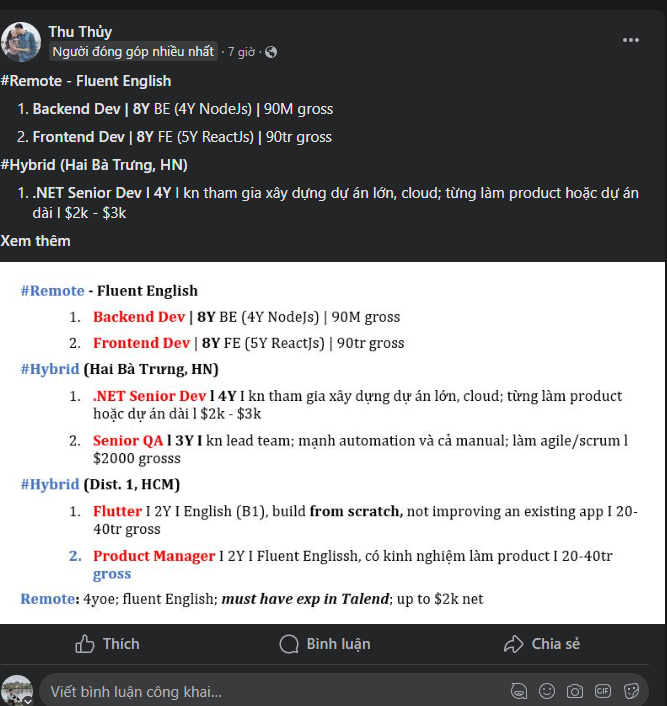 Thu Thủy
Người đóng góp nhiều nhất · 7 giờ ·
#Remote - Fluent English
1. Backend Dev | 8Y BE (4Y NodeJs) | 90M gross
2. Frontend Dev | 8Y FE (5Y ReactJs) | 90tr gross
#Hybrid (Hai Bà Trưng, HN)
1. .NET Senior Dev l 4Y I kn tham gia xây dựng dự án lớn, cloud; từng làm product hoặc dự án
dài I $2k - $3k
Xem thêm
#Remote - Fluent English
1. Backend Dev | 8Y BE (4Y NodeJs) | 90M gross
2. Frontend Dev | 8Y FE (5Y ReactJs) | 90tr gross
#Hybrid (Hai Bà Trưng, HN)
1. .NET Senior Dev l 4Y I kn tham gia xây dựng dự án lớn, cloud; từng làm product
hoặc dự án dài l $2k - $3k
2. Senior QA l 3Y I kn lead team; mạnh automation và cả manual; làm agile/scrum l
$2000 grosss
#Hybrid (Dist. 1, HCM)
1. Flutter I 2Y I English (B1), build from scratch, not improving an existing app I 20-
40tr gross
2. Product Manager I 2Y I Fluent Englissh, có kinh nghiệm làm product I 20-40tr
gross
Remote: 4yoe; fluent English; must have exp in Talend; up to $2k net
Thích
Bình luận
Chia sẻ
Viết bình luận công khai...
GIF